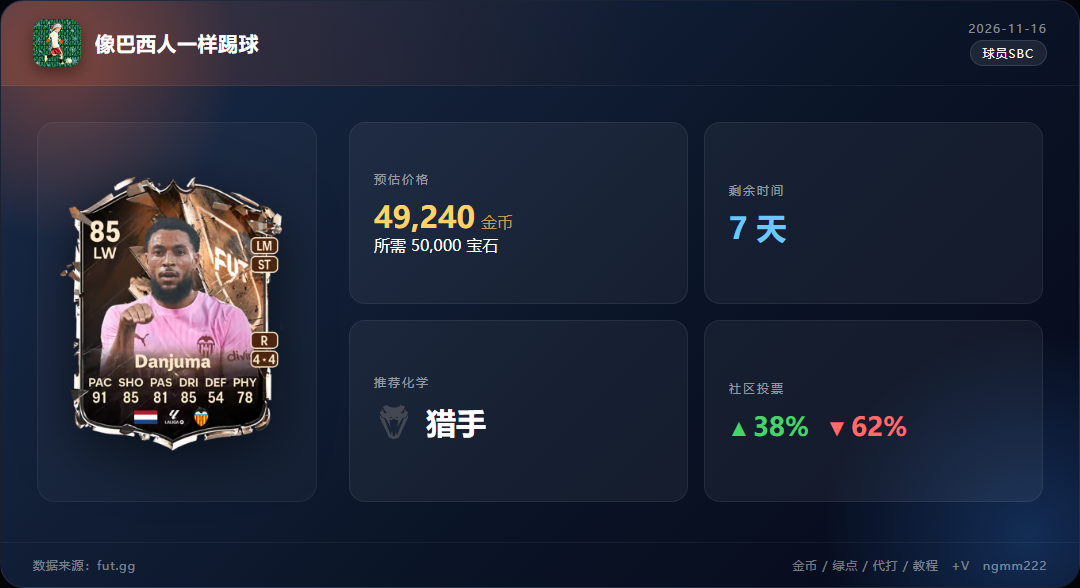 像巴西人一样踢球
2026-11-16
球员SBC
85
LW
LM
ST
FUT
R
4 · 4
Danjuma
PAC SHO PAS DRI DEF PHY
91 85 81 85 54 78
LALIGA
预估价格
49,240 金币
所需 50,000 宝石
剩余时间
7 天
推荐化学
猎手
社区投票
▲38% ▼62%
数据来源：fut.gg
金币 / 绿点 / 代打 / 教程 +V ngmm222